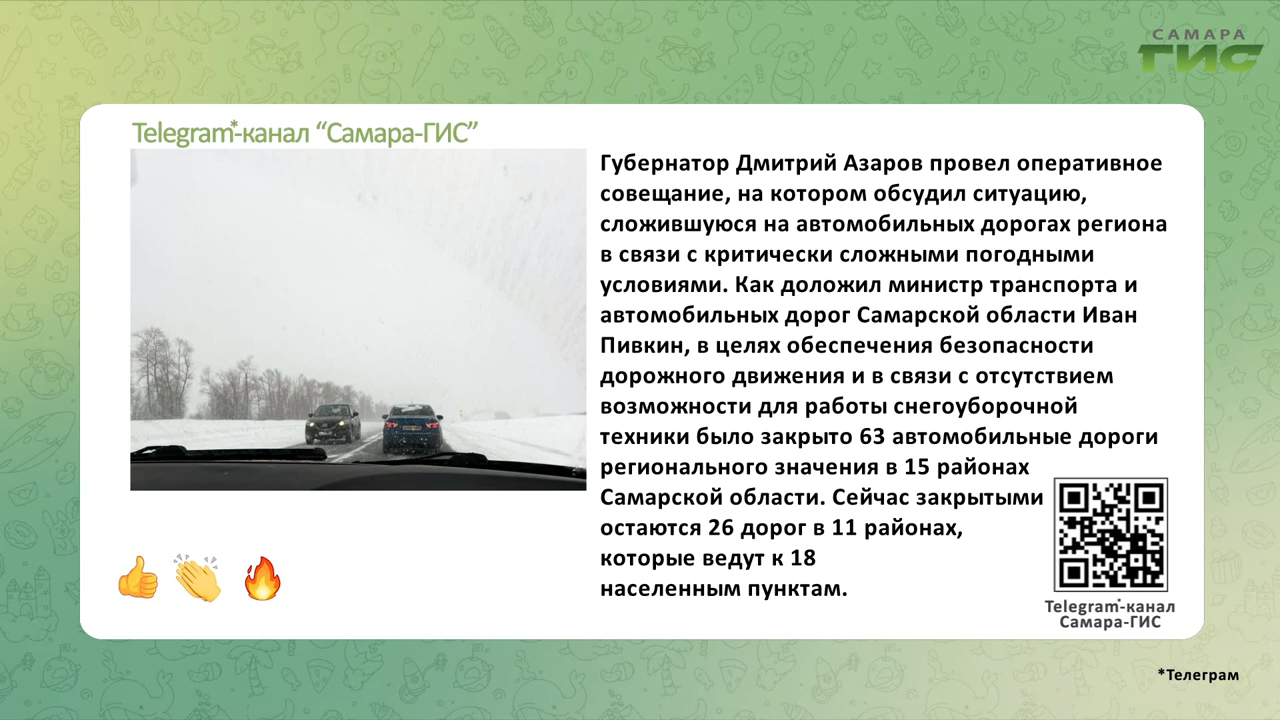 САМАРА
ГИС
Telegram*-канал “Самара-ГИС”
Губернатор Дмитрий Азаров провел оперативное
совещание, на котором обсудил ситуацию,
сложившуюся на автомобильных дорогах региона
в связи с критически сложными погодными
условиями. Как доложил министр транспорта и
автомобильных дорог Самарской области Иван
Пивкин, в целях обеспечения безопасности
дорожного движения и в связи с отсутствием
возможности для работы снегоуборочной
техники было закрыто 63 автомобильные дороги
регионального значения в 15 районах
Самарской области. Сейчас закрытыми
остаются 26 дорог в 11 районах,
которые ведут к 18
населенным пунктам.
Telegram*-канал
Самара-ГИС
*Телеграм